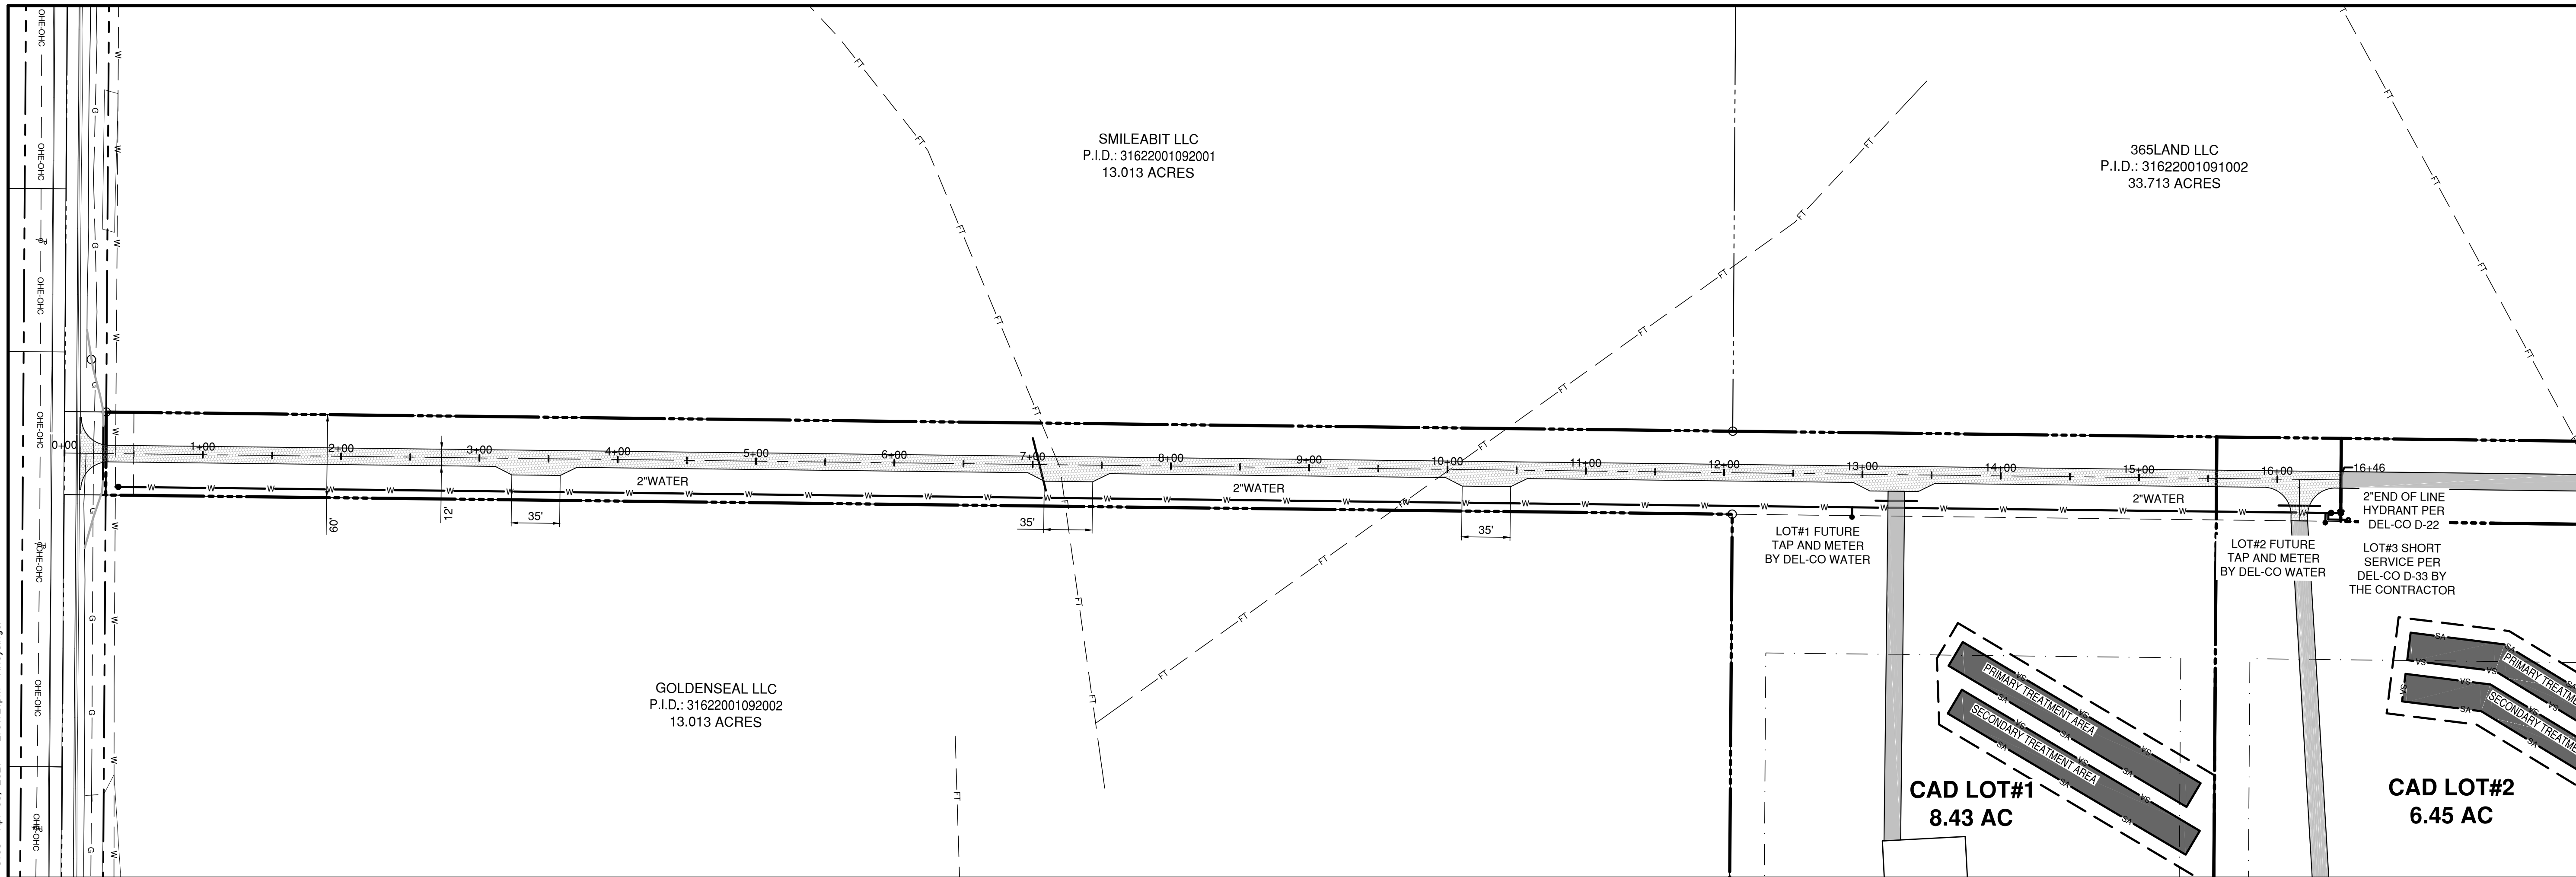 SMILEABIT LLC
P.I.D.: 31622001092001
13.013 ACRES
365LAND LLC
P.I.D.: 31622001091002
33.713 ACRES
OHE-OHC
OHE-OHC
OHE-OHC
OHE-OHC
OHE-OHC
OHE-OHC
OHE-OHC
0+00
1+00
2+00
3+00
4+00
5+00
6+00
7+00
8+00
9+00
10+00
11+00
12+00
13+00
14+00
15+00
16+00
16+46
2"WATER
2"WATER
2"WATER
60'
12'
35'
35'
35'
LOT#1 FUTURE
TAP AND METER
BY DEL-CO WATER
LOT#2 FUTURE
TAP AND METER
BY DEL-CO WATER
2"END OF LINE
HYDRANT PER
DEL-CO D-22
LOT#3 SHORT
SERVICE PER
DEL-CO D-33 BY
THE CONTRACTOR
GOLDENSEAL LLC
P.I.D.: 31622001092002
13.013 ACRES
PRIMARY TREATMENT AREA
SECONDARY TREATMENT AREA
CAD LOT#1
8.43 AC
PRIMARY
SECONDARY
CAD LOT#2
6.45 AC